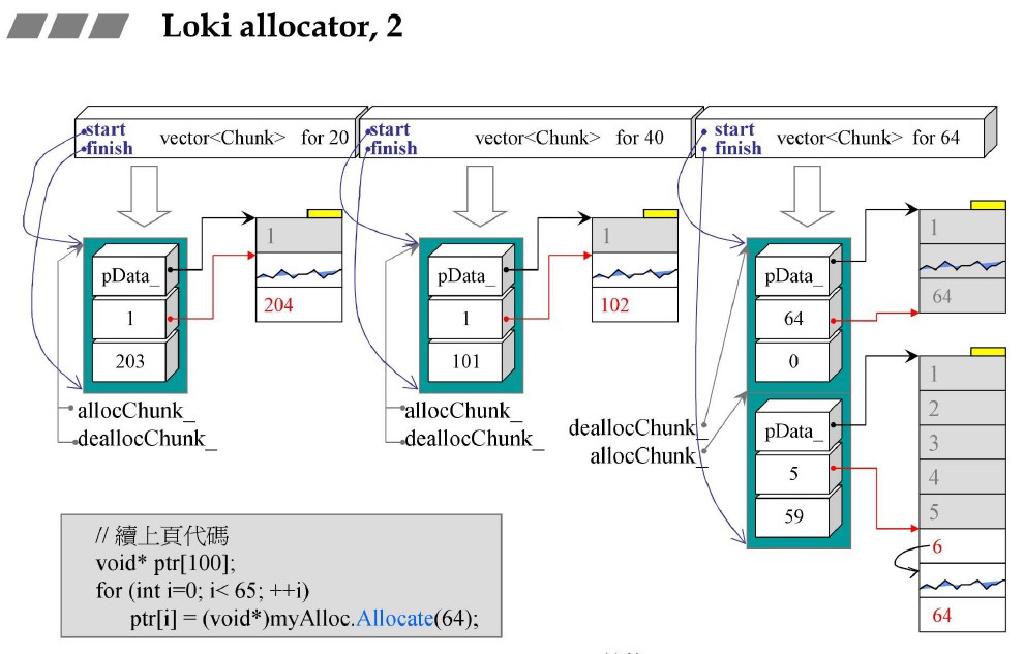 Loki allocator, 2
start
finish
vector<Chunk> for 20
start
finish
vector<Chunk> for 40
start
finish
vector<Chunk> for 64
pData_
1
203
1
204
allocChunk_
deallocChunk_
pData_
1
101
1
102
allocChunk_
deallocChunk_
pData_
64
0
1
64
deallocChunk_
allocChunk_
pData_
5
59
1
2
3
4
5
6
64
// 續上頁代碼
void* ptr[100];
for (int i=0; i< 65; ++i)
ptr[i] = (void*)myAlloc.Allocate(64);